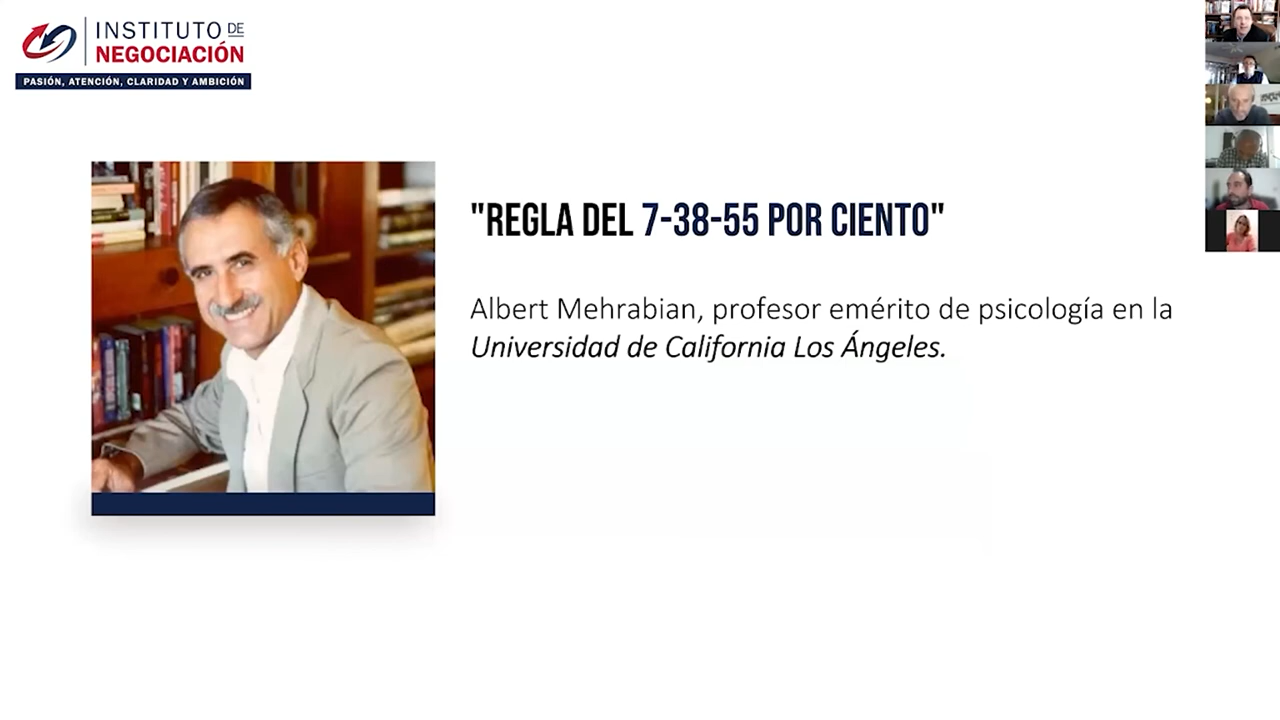 INSTITUTO DE
NEGOCIACIÓN
PASIÓN, ATENCIÓN, CLARIDAD Y AMBICIÓN
"REGLA DEL 7-38-55 POR CIENTO"
Albert Mehrabian, profesor emérito de psicología en la
Universidad de California Los Ángeles.